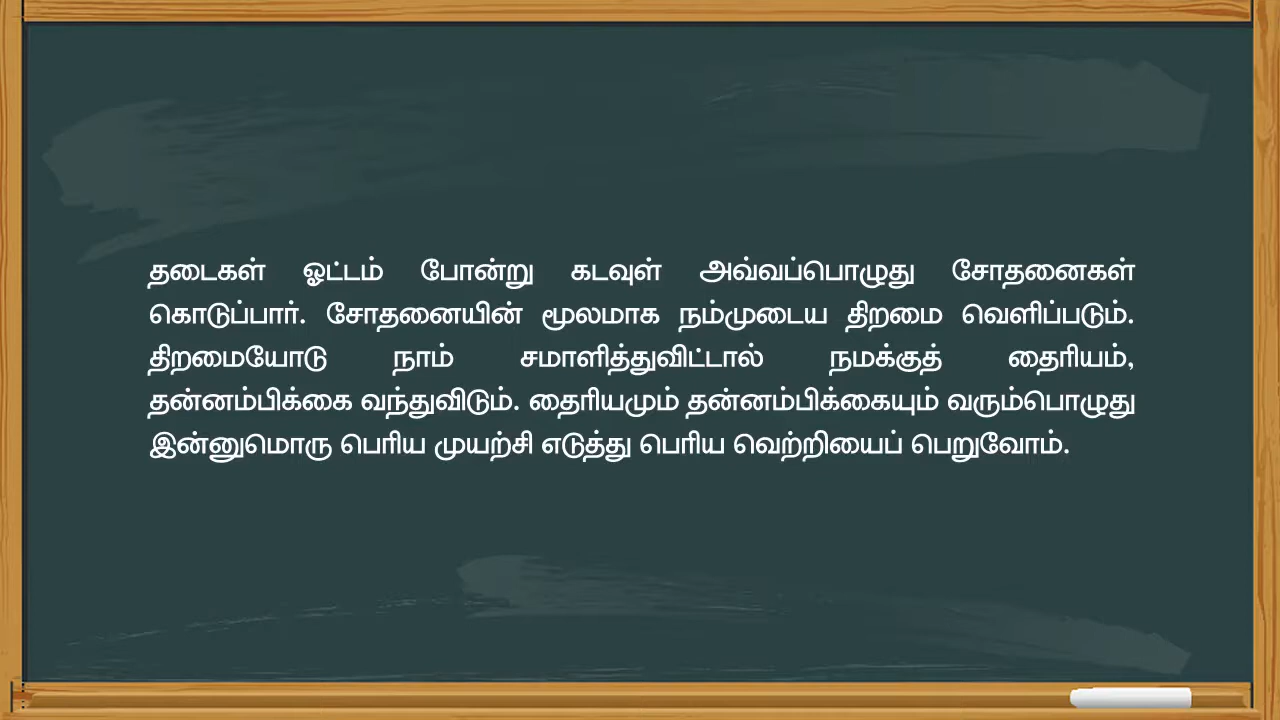 தடைகள் ஓட்டம் போன்று கடவுள் அவ்வப்பொழுது சோதனைகள்
கொடுப்பார். சோதனையின் மூலமாக நம்முடைய திறமை வெளிப்படும்.
திறமையோடு நாம் சமாளித்துவிட்டால் நமக்குத் தைரியம்,
தன்னம்பிக்கை வந்துவிடும். தைரியமும் தன்னம்பிக்கையும் வரும்பொழுது
இன்னுமொரு பெரிய முயற்சி எடுத்து பெரிய வெற்றியைப் பெறுவோம்.